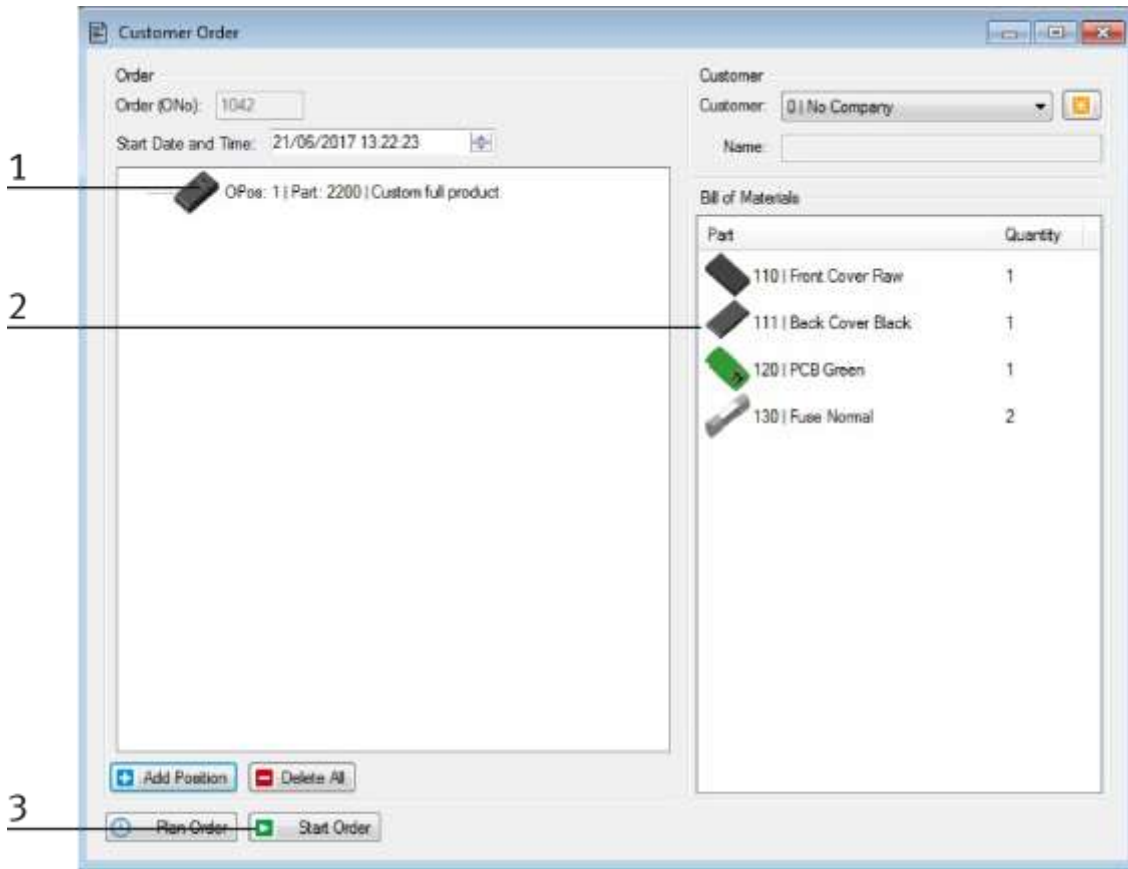 Customer Order
Order
Order (ONo): 1042
Start Date and Time: 21/06/2017 13:22:23
1
OPos: 1 | Part: 2200 | Custom full product
Customer
Customer: 0 | No Company
Name:
Bill of Materials
Part Quantity
110 | Front Cover Raw 1
2
111 | Back Cover Black 1
120 | PCB Green 1
130 | Fuse Normal 2
Add Position Delete All
3
Plan Order Start Order